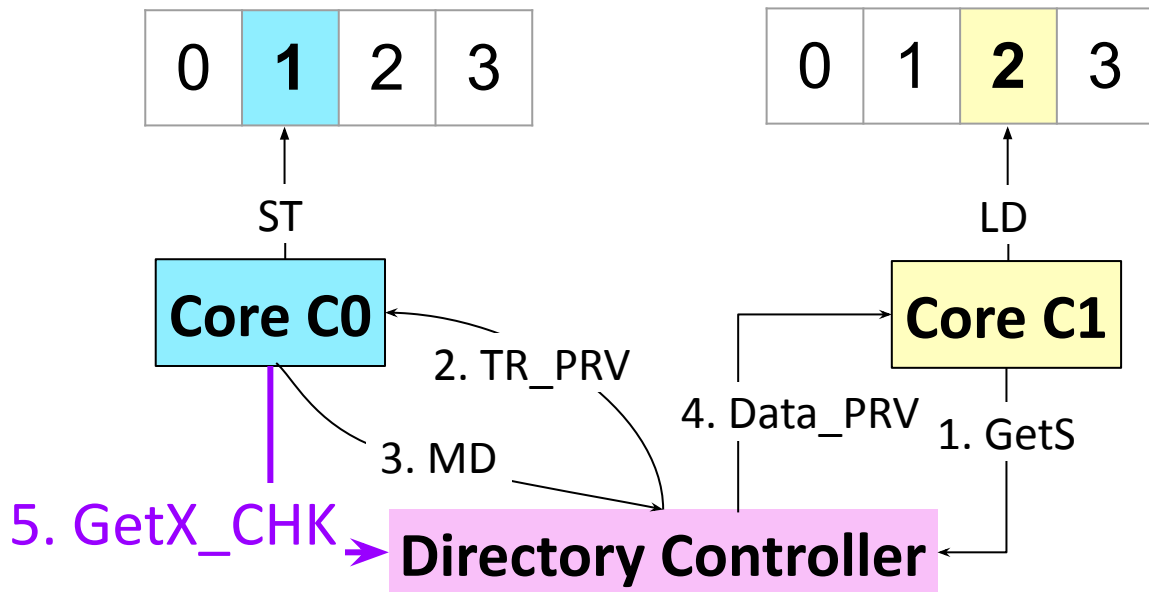 0 1 2 3
0 1 2 3
ST
LD
Core C0
Core C1
2. TR_PRV
4. Data_PRV
1. GetS
3. MD
5. GetX_CHK
Directory Controller